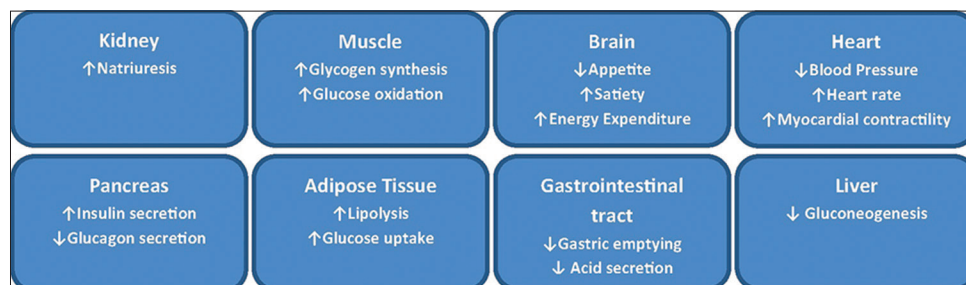 Kidney
↑Natriuresis
Muscle
↑Glycogen synthesis
↑Glucose oxidation
Brain
↓Appetite
↑Satiety
↑Energy Expenditure
Heart
↓Blood Pressure
↑Heart rate
↑Myocardial contractility
Pancreas
↑Insulin secretion
↓Glucagon secretion
Adipose Tissue
↑Lipolysis
↑Glucose uptake
Gastrointestinal
tract
↓Gastric emptying
↓ Acid secretion
Liver
↓ Gluconeogenesis